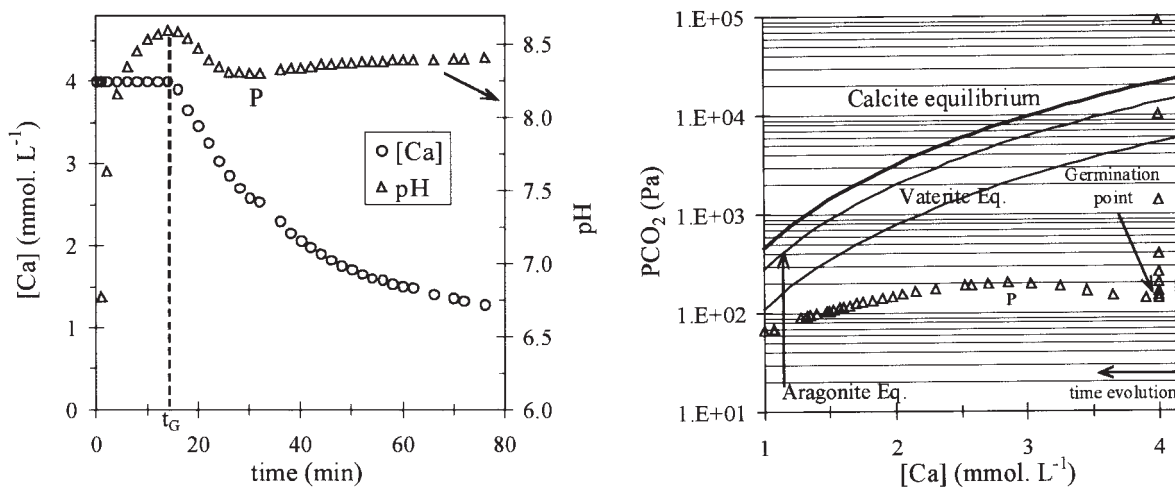 5
4
3
2
1
0
[Ca] (mmol. L⁻¹)
8.5
8.0
7.5
7.0
6.5
6.0
pH
P
[Ca]
pH
0
t_G
20
40
60
80
time (min)
1.E+05
1.E+04
1.E+03
1.E+02
1.E+01
PCO₂ (Pa)
Calcite equilibrium
Vaterite Eq.
Germination
point
P
Aragonite Eq.
time evolution
1
2
3
4
[Ca] (mmol. L⁻¹)